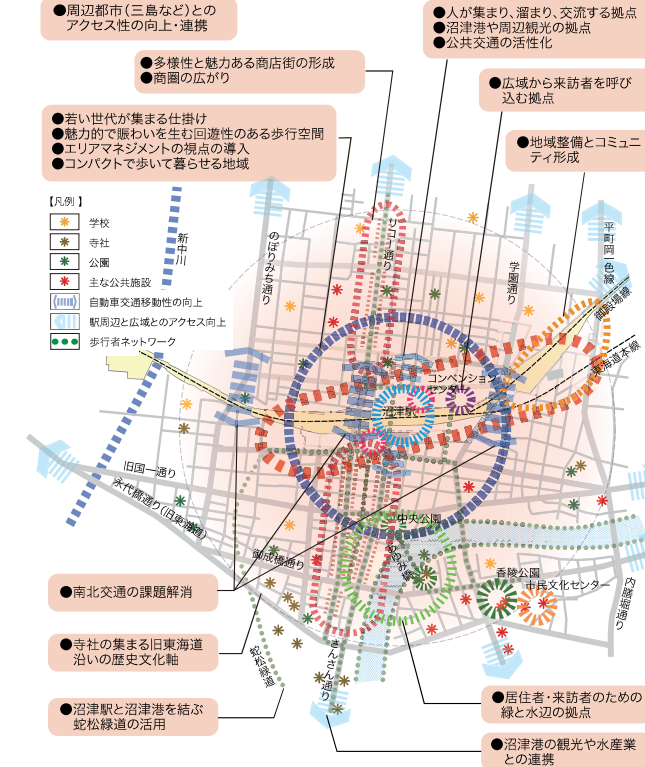 ●周辺都市（三島など）との
アクセス性の向上・連携
●人が集まり、溜まり、交流する拠点
●沼津港や周辺観光の拠点
●公共交通の活性化
●多様性と魅力ある商店街の形成
●商圏の広がり
●広域から来訪者を呼び
込む拠点
●若い世代が集まる仕掛け
●魅力的で賑わいを生む回遊性のある歩行空間
●エリアマネジメントの視点の導入
●コンパクトで歩いて暮らせる地域
●地域整備とコミュニ
ティ形成
【凡例】
学校
寺社
公園
主な公共施設
自動車交通移動性の向上
駅周辺と広域とのアクセス向上
歩行者ネットワーク
新中川
のぼりみち通り
リコー通り
学園通り
平町岡一色線
御殿場線
東海道本線
コンベンション
センター
沼津駅
旧国一通り
永代橋通り（旧東海道）
中央公園
あゆみ橋
御成橋通り
香陵公園
市民文化センター
内膳堀通り
蛇松緑道
さんさん通り
●南北交通の課題解消
●寺社の集まる旧東海道
沿いの歴史文化軸
●沼津駅と沼津港を結ぶ
蛇松緑道の活用
●居住者・来訪者のための
緑と水辺の拠点
●沼津港の観光や水産業
との連携